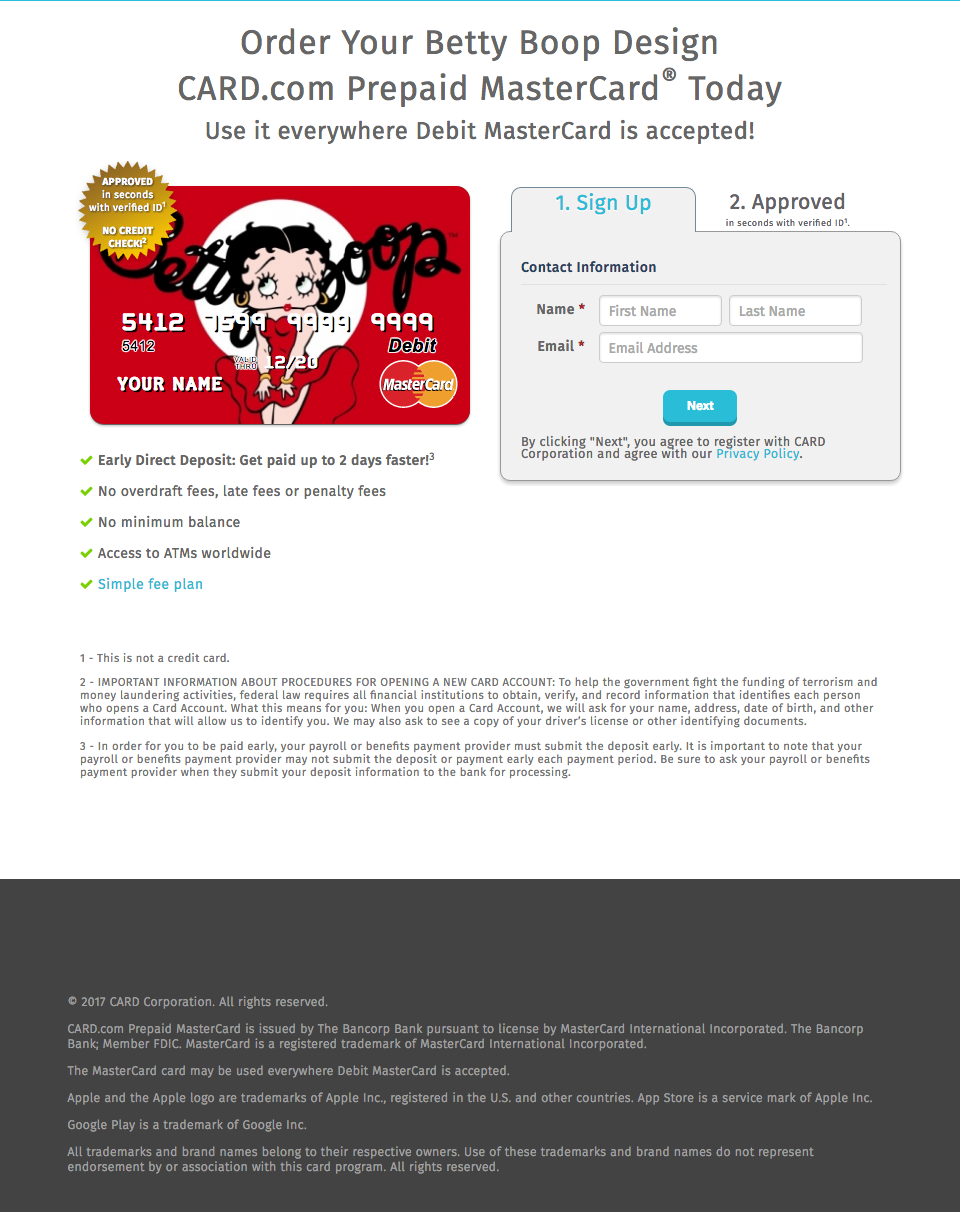 Order Your Betty Boop Design
CARD.com Prepaid MasterCard® Today
Use it everywhere Debit MasterCard is accepted!
APPROVED
in seconds
with verified ID1
NO CREDIT
CHECK!2
Betty Boop™
5412 7599 9999 9999
5412
Debit
VALID
THRU 12/20
YOUR NAME
MasterCard
1. Sign Up
2. Approved
in seconds with verified ID1.
Contact Information
Name * First Name Last Name
Email * Email Address
Next
By clicking "Next", you agree to register with CARD
Corporation and agree with our Privacy Policy.
Early Direct Deposit: Get paid up to 2 days faster!3
No overdraft fees, late fees or penalty fees
No minimum balance
Access to ATMs worldwide
Simple fee plan
1 - This is not a credit card.
2 - IMPORTANT INFORMATION ABOUT PROCEDURES FOR OPENING A NEW CARD ACCOUNT: To help the government fight the funding of terrorism and
money laundering activities, federal law requires all financial institutions to obtain, verify, and record information that identifies each person
who opens a Card Account. What this means for you: When you open a Card Account, we will ask for your name, address, date of birth, and other
information that will allow us to identify you. We may also ask to see a copy of your driver's license or other identifying documents.
3 - In order for you to be paid early, your payroll or benefits payment provider must submit the deposit early. It is important to note that your
payroll or benefits payment provider may not submit the deposit or payment early each payment period. Be sure to ask your payroll or benefits
payment provider when they submit your deposit information to the bank for processing.
© 2017 CARD Corporation. All rights reserved.
CARD.com Prepaid MasterCard is issued by The Bancorp Bank pursuant to license by MasterCard International Incorporated. The Bancorp
Bank; Member FDIC. MasterCard is a registered trademark of MasterCard International Incorporated.
The MasterCard card may be used everywhere Debit MasterCard is accepted.
Apple and the Apple logo are trademarks of Apple Inc., registered in the U.S. and other countries. App Store is a service mark of Apple Inc.
Google Play is a trademark of Google Inc.
All trademarks and brand names belong to their respective owners. Use of these trademarks and brand names do not represent
endorsement by or association with this card program. All rights reserved.